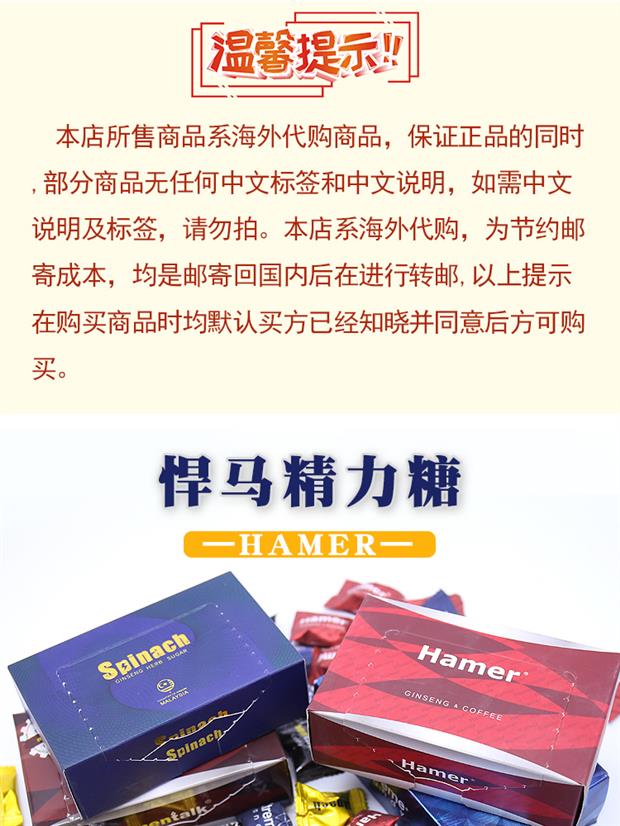 温馨提示!!
本店所售商品系海外代购商品，保证正品的同时
,部分商品无任何中文标签和中文说明，如需中文
说明及标签，请勿拍。本店系海外代购，为节约邮
寄成本，均是邮寄回国内后在进行转邮,以上提示
在购买商品时均默认买方已经知晓并同意后方可购
买。
悍马精力糖
HAMER
Spinach
GINSENG HERB SUGAR
MALAYSIA
Spinach
Spinach
Hamer®
GINSENG & COFFEE
Hamer
Hamer